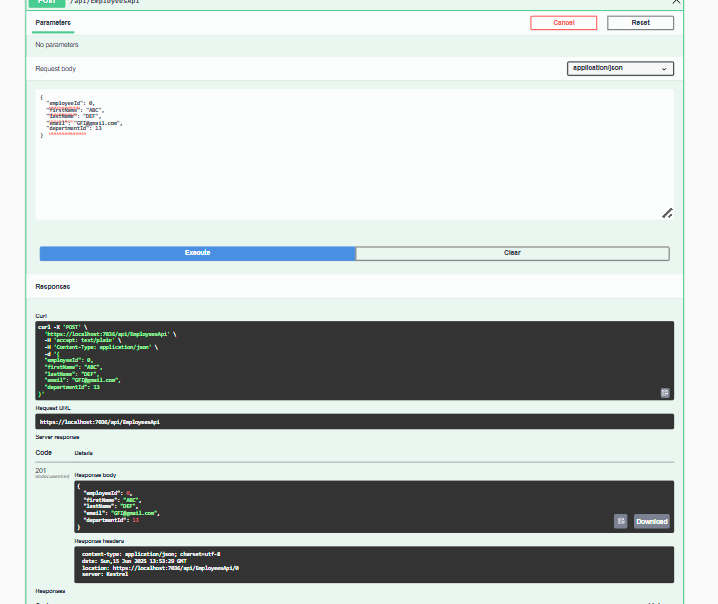 POST /api/EmployeesApi
Parameters
Cancel
Reset
No parameters
Request body
application/json
{
"employeeId": 0,
"firstName": "ABC",
"lastName": "DEF",
"email": "GFI@gmail.com",
"departmentId": 13
}
Execute
Clear
Responses
Curl
curl -X 'POST' \
'https://localhost:7036/api/EmployeesApi' \
-H 'accept: text/plain' \
-H 'Content-Type: application/json' \
-d '{
"employeeId": 0,
"firstName": "ABC",
"lastName": "DEF",
"email": "GFI@gmail.com",
"departmentId": 13
}'
Request URL
https://localhost:7036/api/EmployeesApi
Server response
Code Details
201
Undocumented
Response body
{
"employeeId": 0,
"firstName": "ABC",
"lastName": "DEF",
"email": "GFI@gmail.com",
"departmentId": 13
}
Download
Response headers
content-type: application/json; charset=utf-8
date: Sun,15 Jun 2025 13:53:29 GMT
location: https://localhost:7036/api/EmployeesApi/0
server: Kestrel
Responses